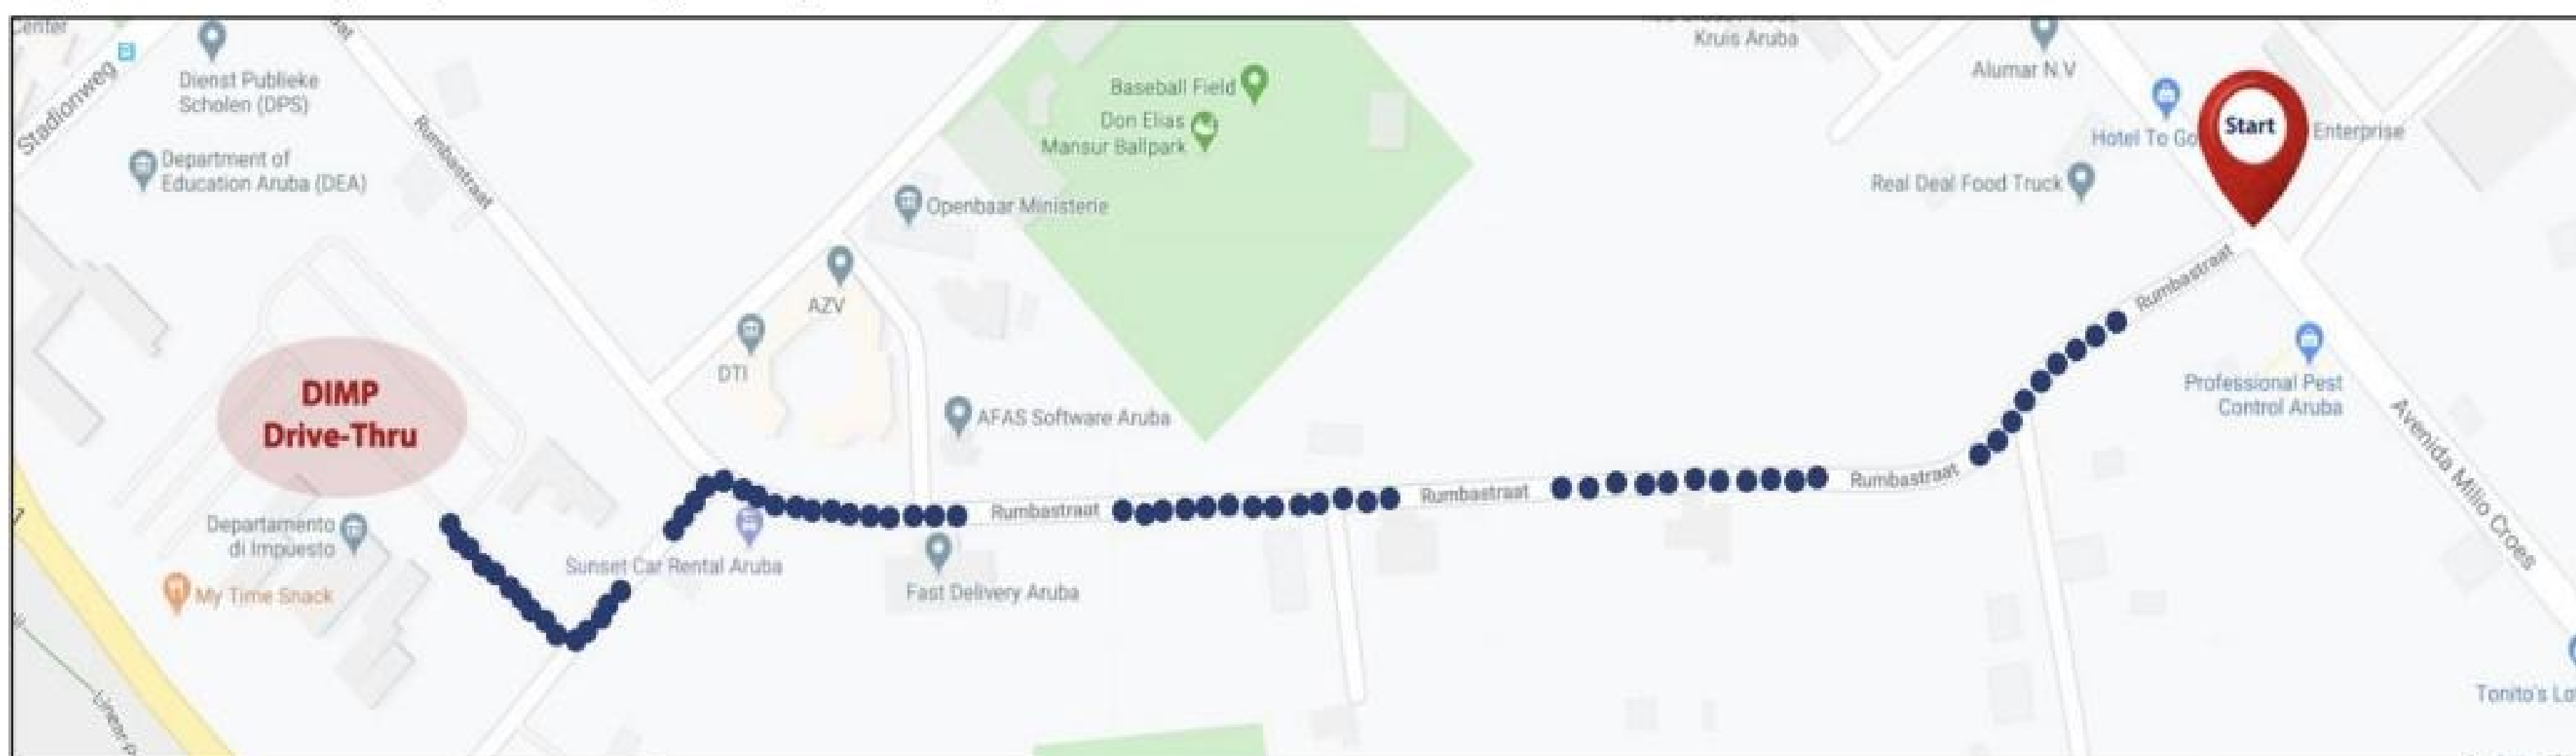 Center
Stadionweg
Dienst Publieke
Scholen (DPS)
Department of
Education Aruba (DEA)
Rumbastraat
Baseball Field
Don Elias
Mansur Ballpark
Openbaar Ministerie
Kruis Aruba
Alumar N.V
Hotel To Go
Start
Enterprise
Real Deal Food Truck
AZV
DTI
AFAS Software Aruba
DIMP
Drive-Thru
Departamento
di Impuesto
My Time Snack
Sunset Car Rental Aruba
Fast Delivery Aruba
Rumbastraat
Rumbastraat
Rumbastraat
Rumbastraat
Professional Pest
Control Aruba
Avenida Milio Croes
Tonito's Lo